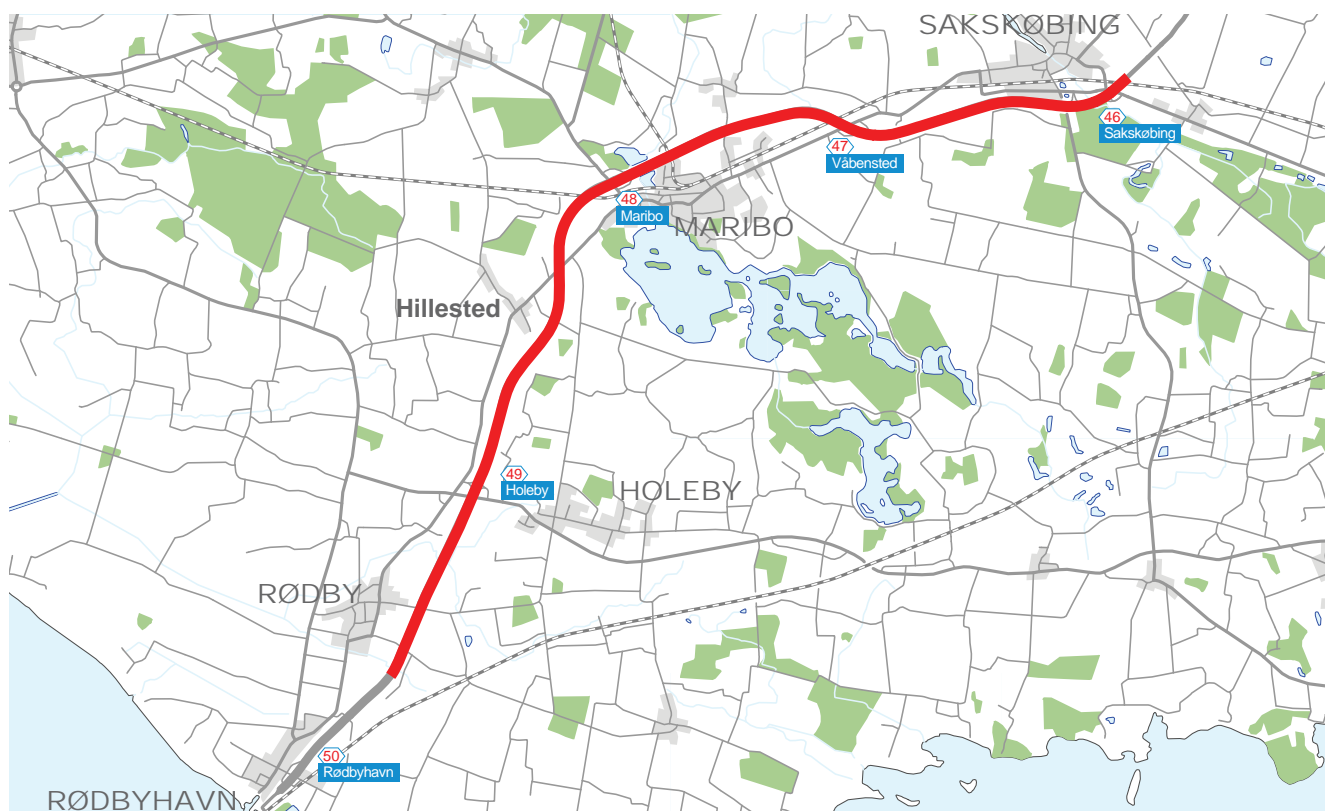 SAKSKØBING
46
Sakskøbing
47
Våbensted
48
Maribo
MARIBO
Hillested
49
Holeby
HOLEBY
RØDBY
50
Rødbyhavn
RØDBYHAVN